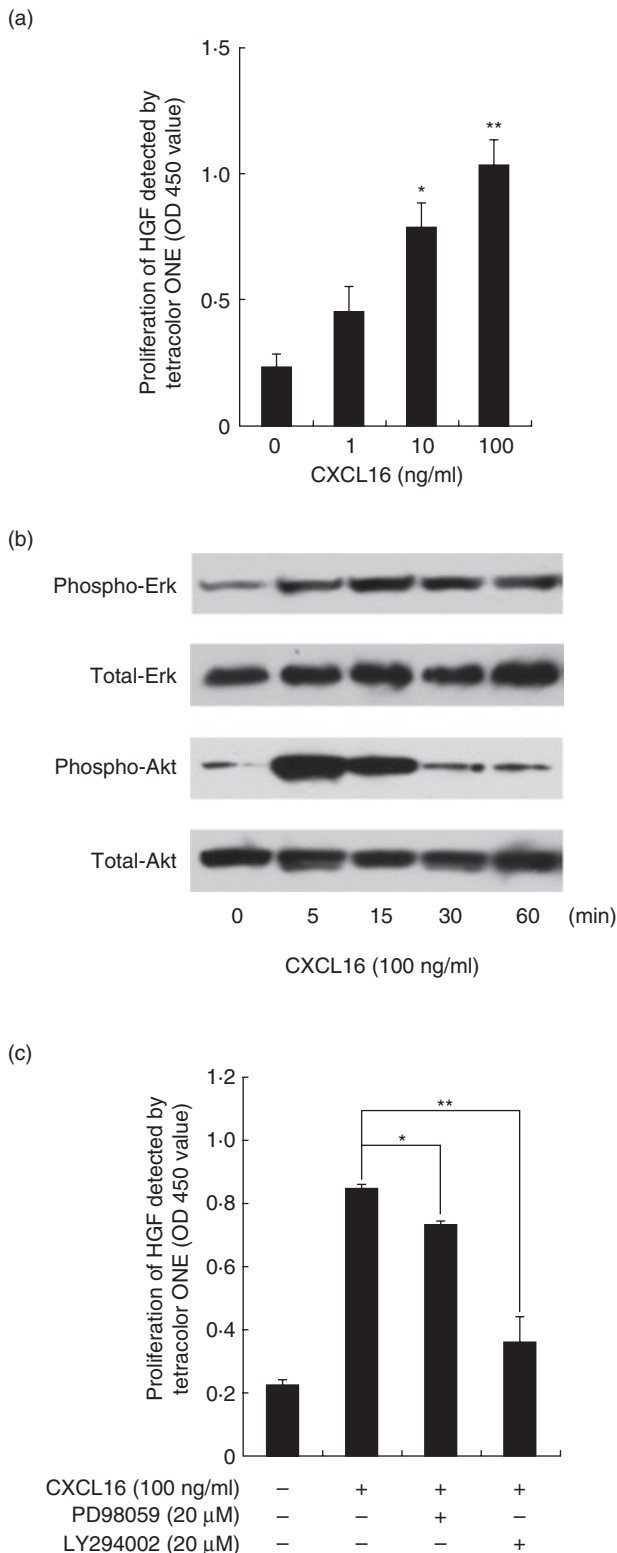 (a)
Proliferation of HGF detected by
tetracolor ONE (OD 450 value)
1·5
1·0
0·5
0
**
*
0 1 10 100
CXCL16 (ng/ml)
(b)
Phospho-Erk
Total-Erk
Phospho-Akt
Total-Akt
0 5 15 30 60 (min)
CXCL16 (100 ng/ml)
(c)
Proliferation of HGF detected by
tetracolor ONE (OD 450 value)
1·2
1·0
0·8
0·6
0·4
0·2
0
**
*
CXCL16 (100 ng/ml) – + + +
PD98059 (20 μM) – – + –
LY294002 (20 μM) – – – +